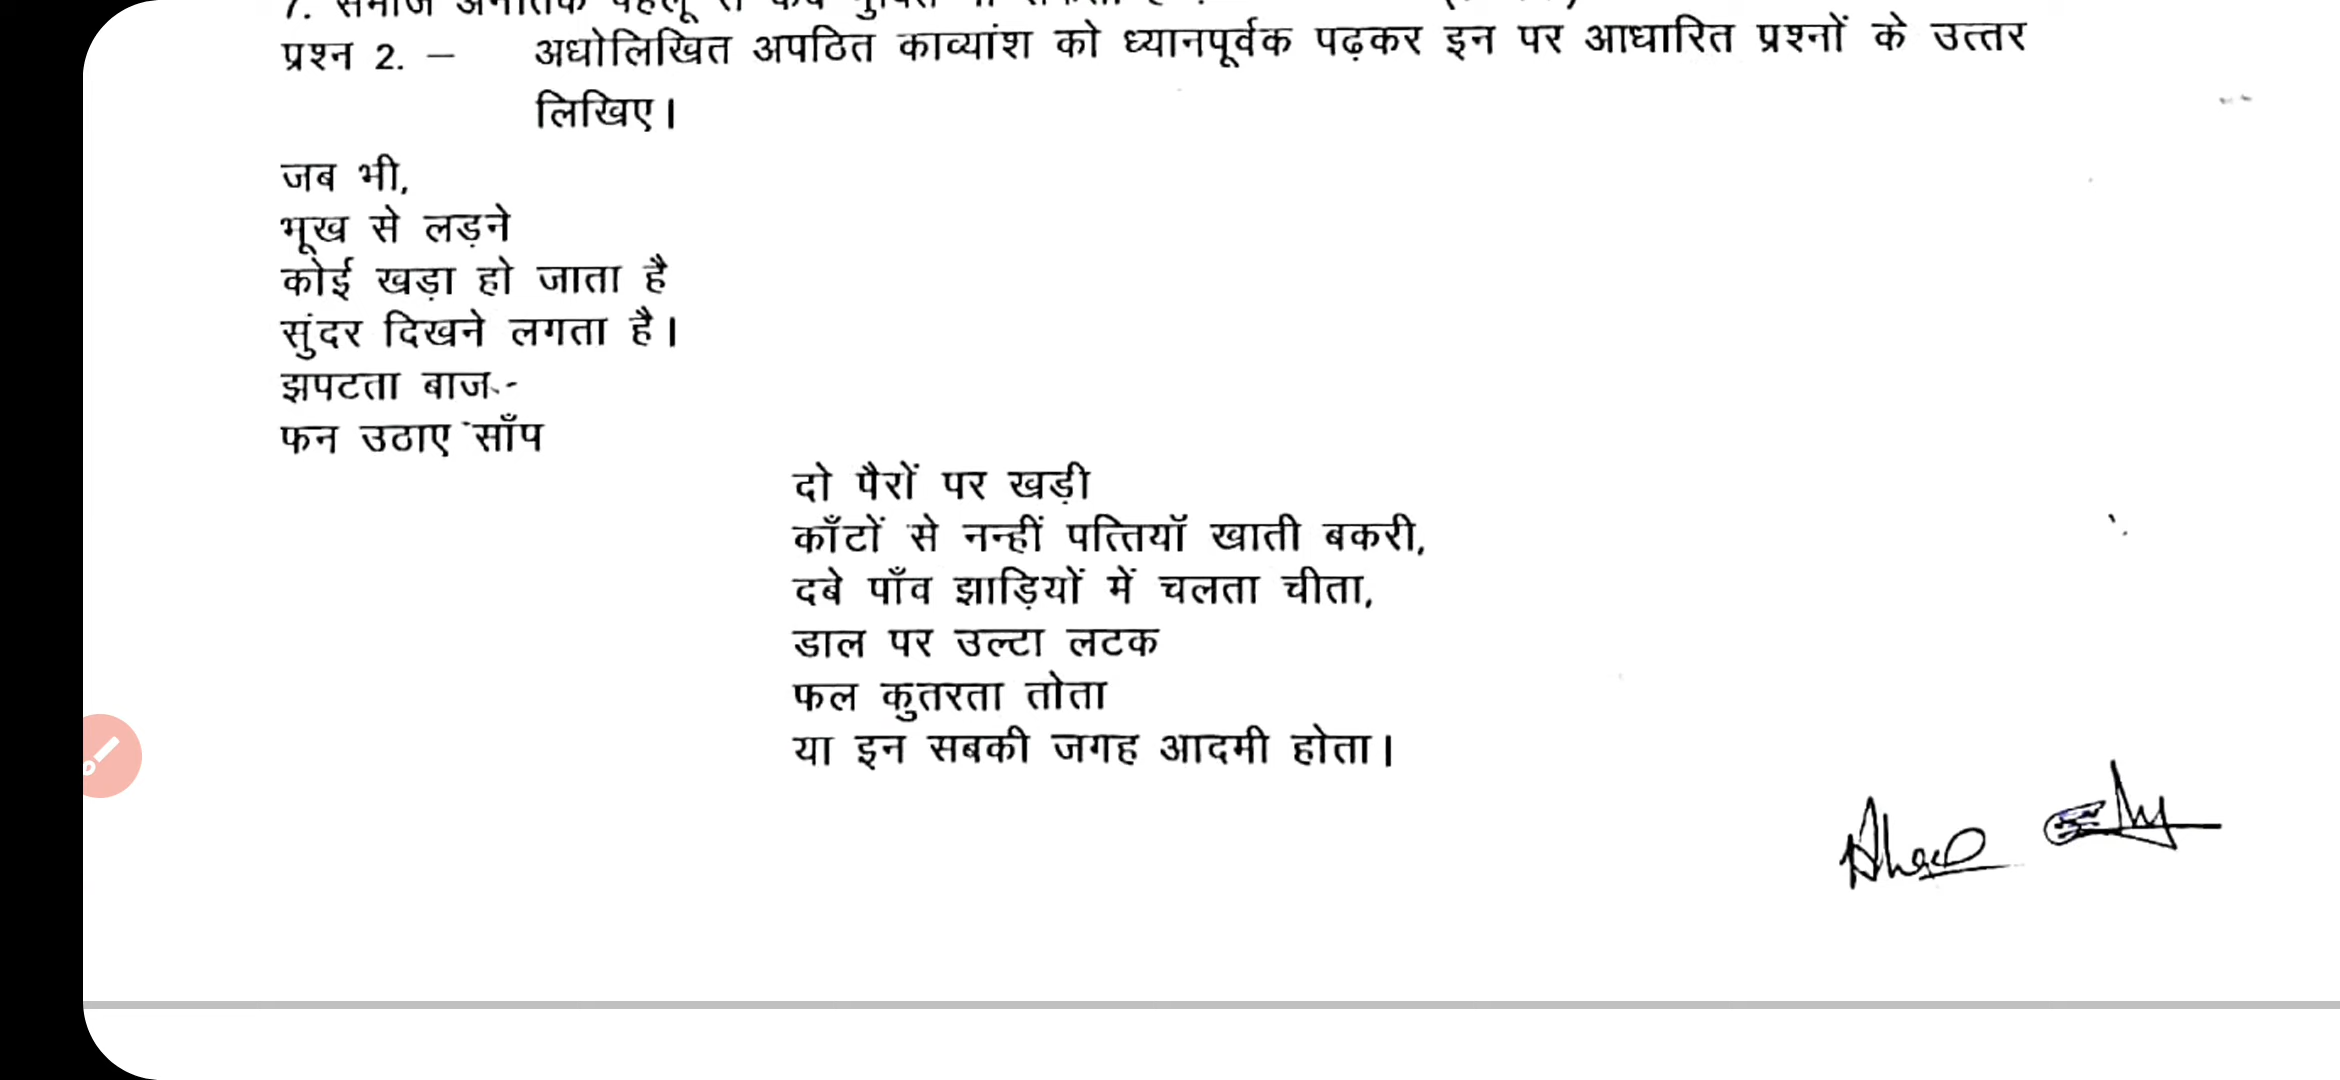 प्रश्न 2. – अधोलिखित अपठित काव्यांश को ध्यानपूर्वक पढ़कर इन पर आधारित प्रश्नों के उत्तर
लिखिए।
जब भी,
भूख से लड़ने
कोई खड़ा हो जाता है
सुंदर दिखने लगता है।
झपटता बाज-
फन उठाए साँप
दो पैरों पर खड़ी
काँटों से नन्हीं पत्तियॉ खाती बकरी,
दबे पाँव झाड़ियों में चलता चीता,
डाल पर उल्टा लटक
फल कुतरता तोता
या इन सबकी जगह आदमी होता।